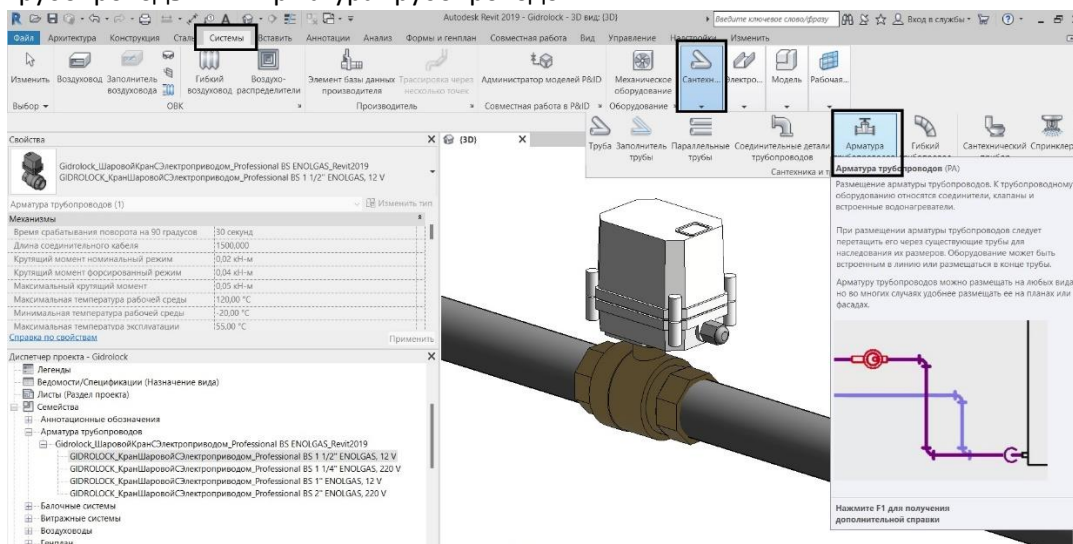 Autodesk Revit 2019 - Gidrolock - 3D вид: {3D}
Введите ключевое слово/фразу
Вход в службы
Файл Архитектура Конструкция Сталь Системы Вставить Аннотации Анализ Формы и генплан Совместная работа Вид Управление Надстройки Изменить
Изменить Воздуховод Заполнитель воздуховода Гибкий воздуховод Воздухо-распределители Элемент базы данных производителя Трассировка через несколько точек Администратор моделей P&ID Механическое оборудование Сантехн... Электро... Модель Рабочая...
Выбор ОВК Производитель Совместная работа в P&ID Оборудование
Свойства
{3D}
Труба Заполнитель трубы Параллельные трубы Соединительные детали трубопроводов Арматура Гибкий Сантехнический Спринклер
Gidrolock_ШаровойКранСЭлектроприводом_Professional BS ENOLGAS_Revit2019
GIDROLOCK_КранШаровойСЭлектроприводом_Professional BS 1 1/2" ENOLGAS, 12 V
Арматура трубопроводов (1)
Изменить тип
Механизмы
Время срабатывания поворота на 90 градусов 30 секунд
Длина соединительного кабеля 1500,000
Крутящий момент номинальный режим 0,02 кН-м
Крутящий момент форсированный режим 0,04 кН-м
Максимальный крутящий момент 0,05 кН-м
Максимальная температура рабочей среды 120,00 °C
Минимальная температура рабочей среды -20,00 °C
Максимальная температура эксплуатации 55,00 °C
Справка по свойствам Применить
Диспетчер проекта - Gidrolock
Легенды
Ведомости/Спецификации (Назначение вида)
Листы (Раздел проекта)
Семейства
Аннотационные обозначения
Арматура трубопроводов
Gidrolock_ШаровойКранСЭлектроприводом_Professional BS ENOLGAS_Revit2019
GIDROLOCK_КранШаровойСЭлектроприводом_Professional BS 1 1/2" ENOLGAS, 12 V
GIDROLOCK_КранШаровойСЭлектроприводом_Professional BS 1 1/4" ENOLGAS, 220 V
GIDROLOCK_КранШаровойСЭлектроприводом_Professional BS 1" ENOLGAS, 12 V
GIDROLOCK_КранШаровойСЭлектроприводом_Professional BS 2" ENOLGAS, 220 V
Балочные системы
Витражные системы
Воздуховоды
Генплан
Арматура трубопроводов (PA)
Размещение арматуры трубопроводов. К трубопроводному
оборудованию относятся соединители, клапаны и
встроенные водонагреватели.
При размещении арматуры трубопроводов следует
перетащить его через существующие трубы для
наследования их размеров. Оборудование может быть
встроенным в линию или размещаться в конце трубы.
Арматуру трубопроводов можно размещать на любых вида
но во многих случаях удобнее размещать ее на планах или
фасадах.
Нажмите F1 для получения
дополнительной справки